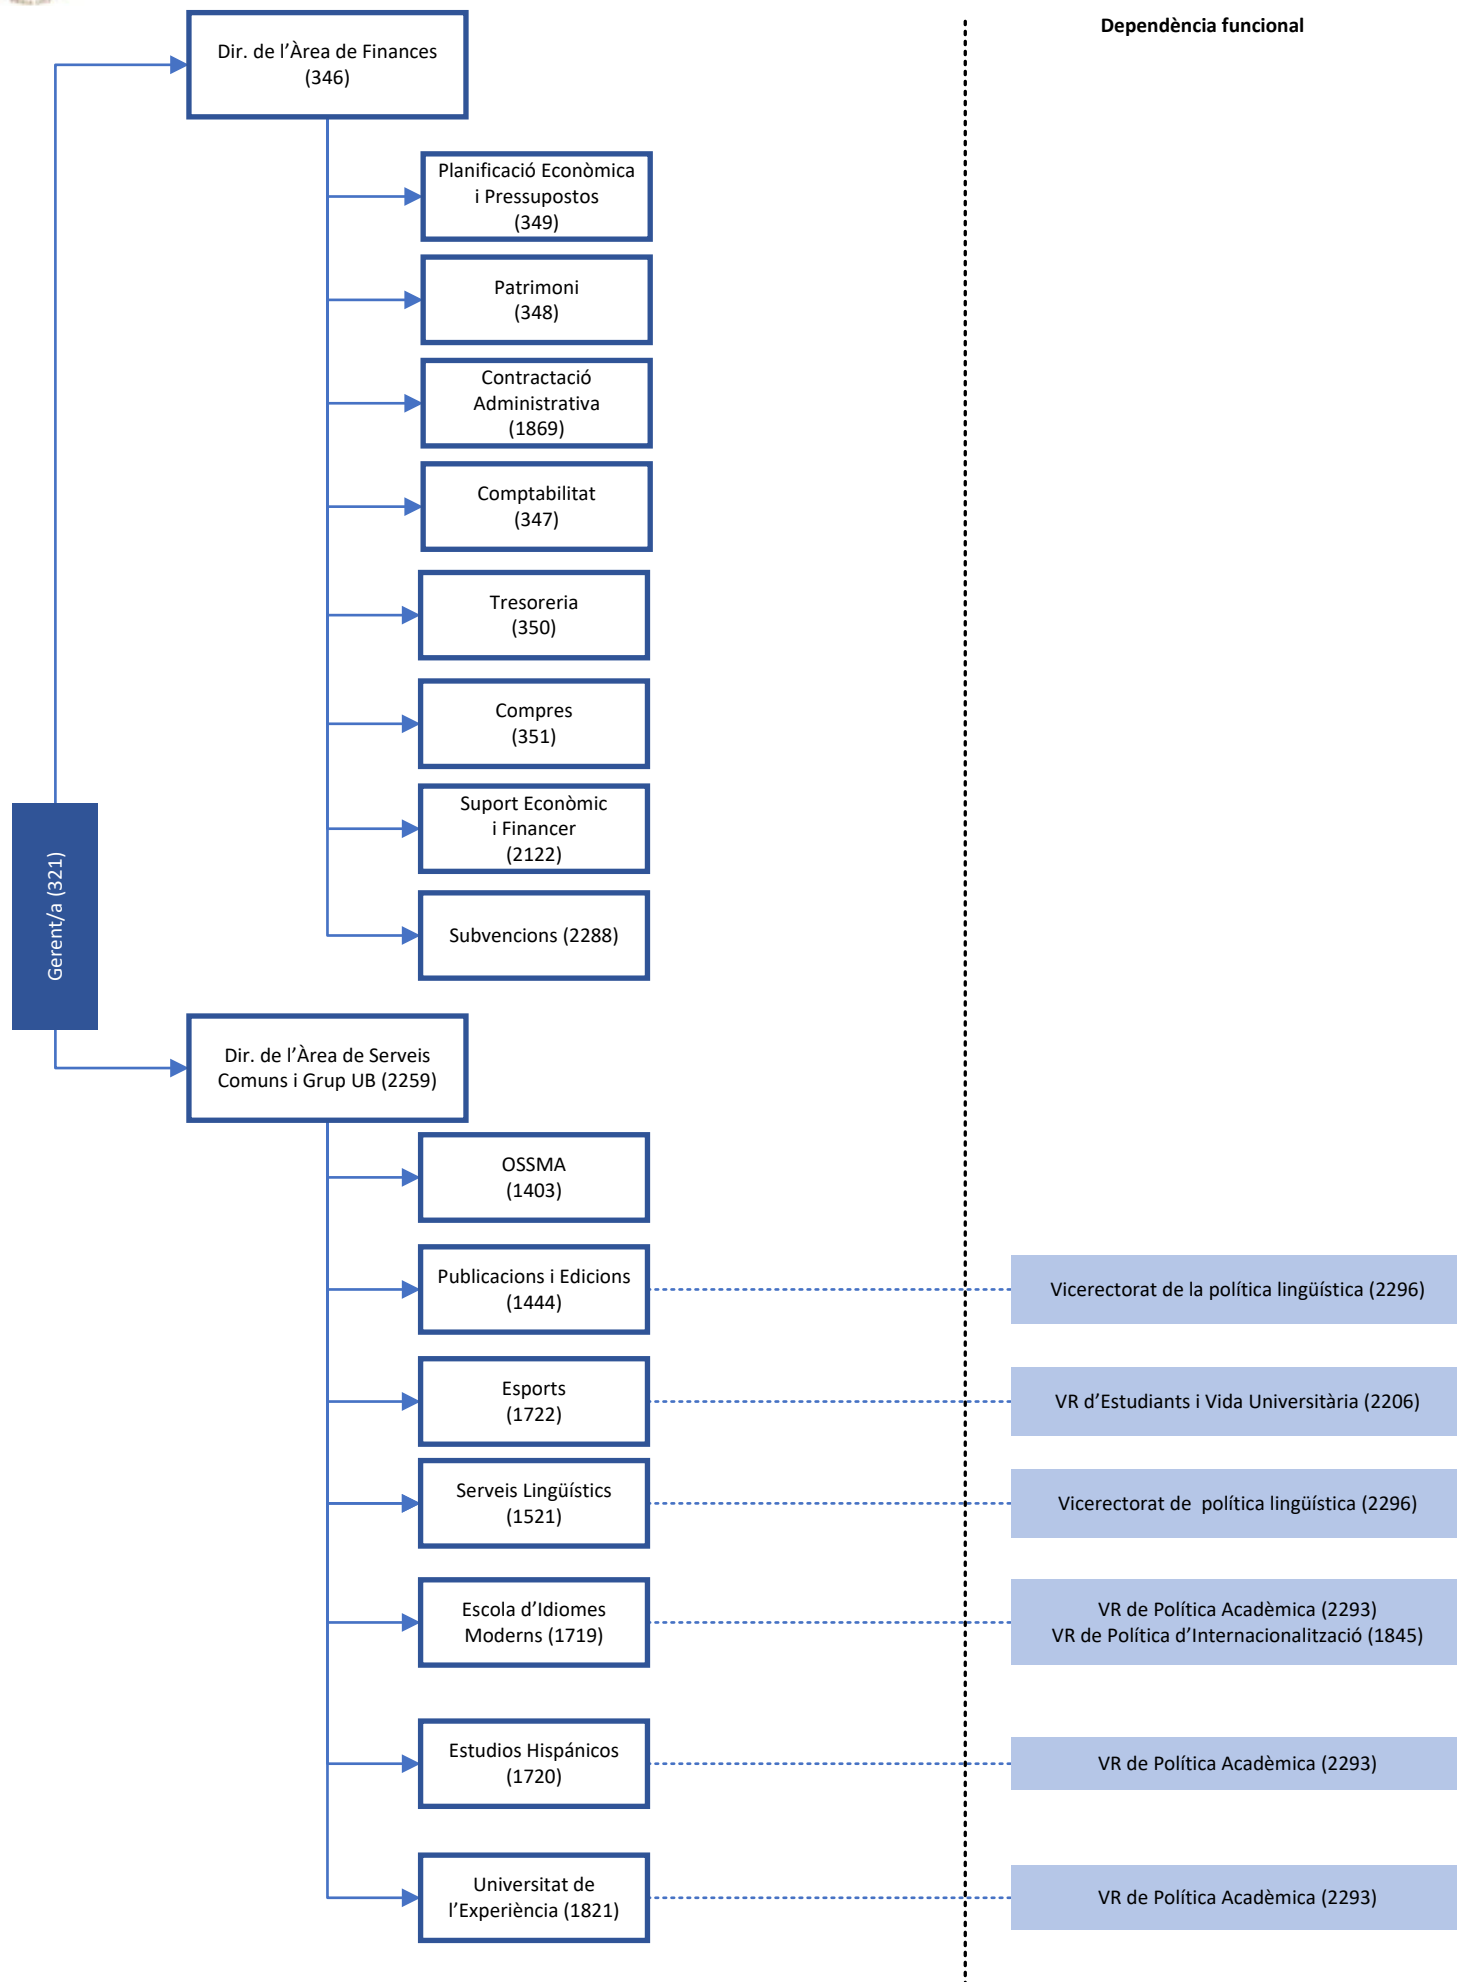 Dependència funcional
Dir. de l’Àrea de Finances
(346)
Planificació Econòmica
i Pressupostos
(349)
Patrimoni
(348)
Contractació
Administrativa
(1869)
Comptabilitat
(347)
Tresoreria
(350)
Compres
(351)
Suport Econòmic
i Financer
(2122)
Subvencions (2288)
Gerent/a (321)
Dir. de l’Àrea de Serveis
Comuns i Grup UB (2259)
OSSMA
(1403)
Publicacions i Edicions
(1444)
Vicerectorat de la política lingüística (2296)
Esports
(1722)
VR d’Estudiants i Vida Universitària (2206)
Serveis Lingüístics
(1521)
Vicerectorat de  política lingüística (2296)
Escola d’Idiomes
Moderns (1719)
VR de Política Acadèmica (2293)
VR de Política d’Internacionalització (1845)
Estudios Hispánicos
(1720)
VR de Política Acadèmica (2293)
Universitat de
l’Experiència (1821)
VR de Política Acadèmica (2293)